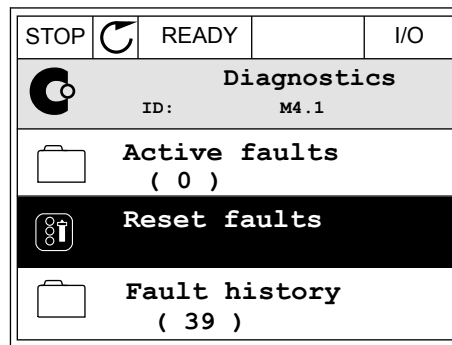 STOP READY I/O
Diagnostics
ID: M4.1
Active faults
( 0 )
Reset faults
Fault history
( 39 )